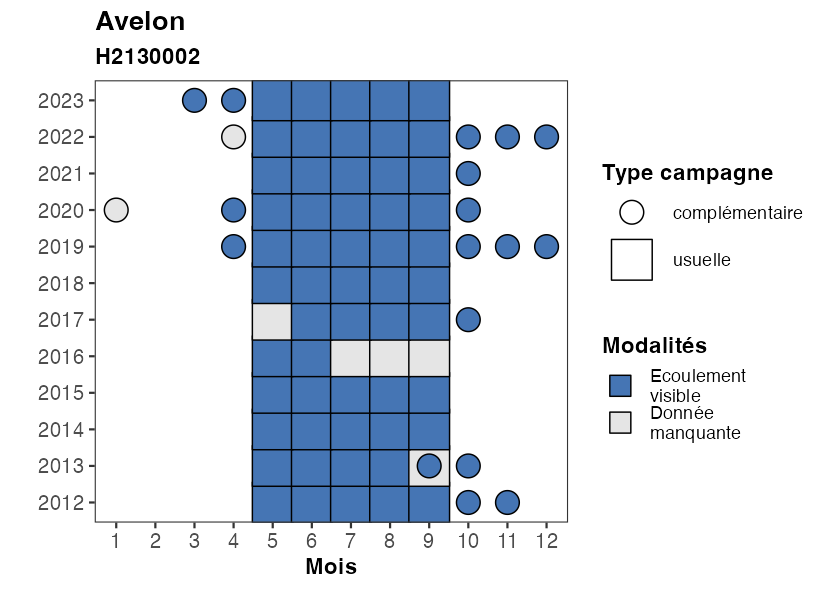 Avelon
H2130002
2023
2022
2021
2020
2019
2018
2017
2016
2015
2014
2013
2012
1 2 3 4 5 6 7 8 9 10 11 12
Mois
Type campagne
complémentaire
usuelle
Modalités
Ecoulement
visible
Donnée
manquante